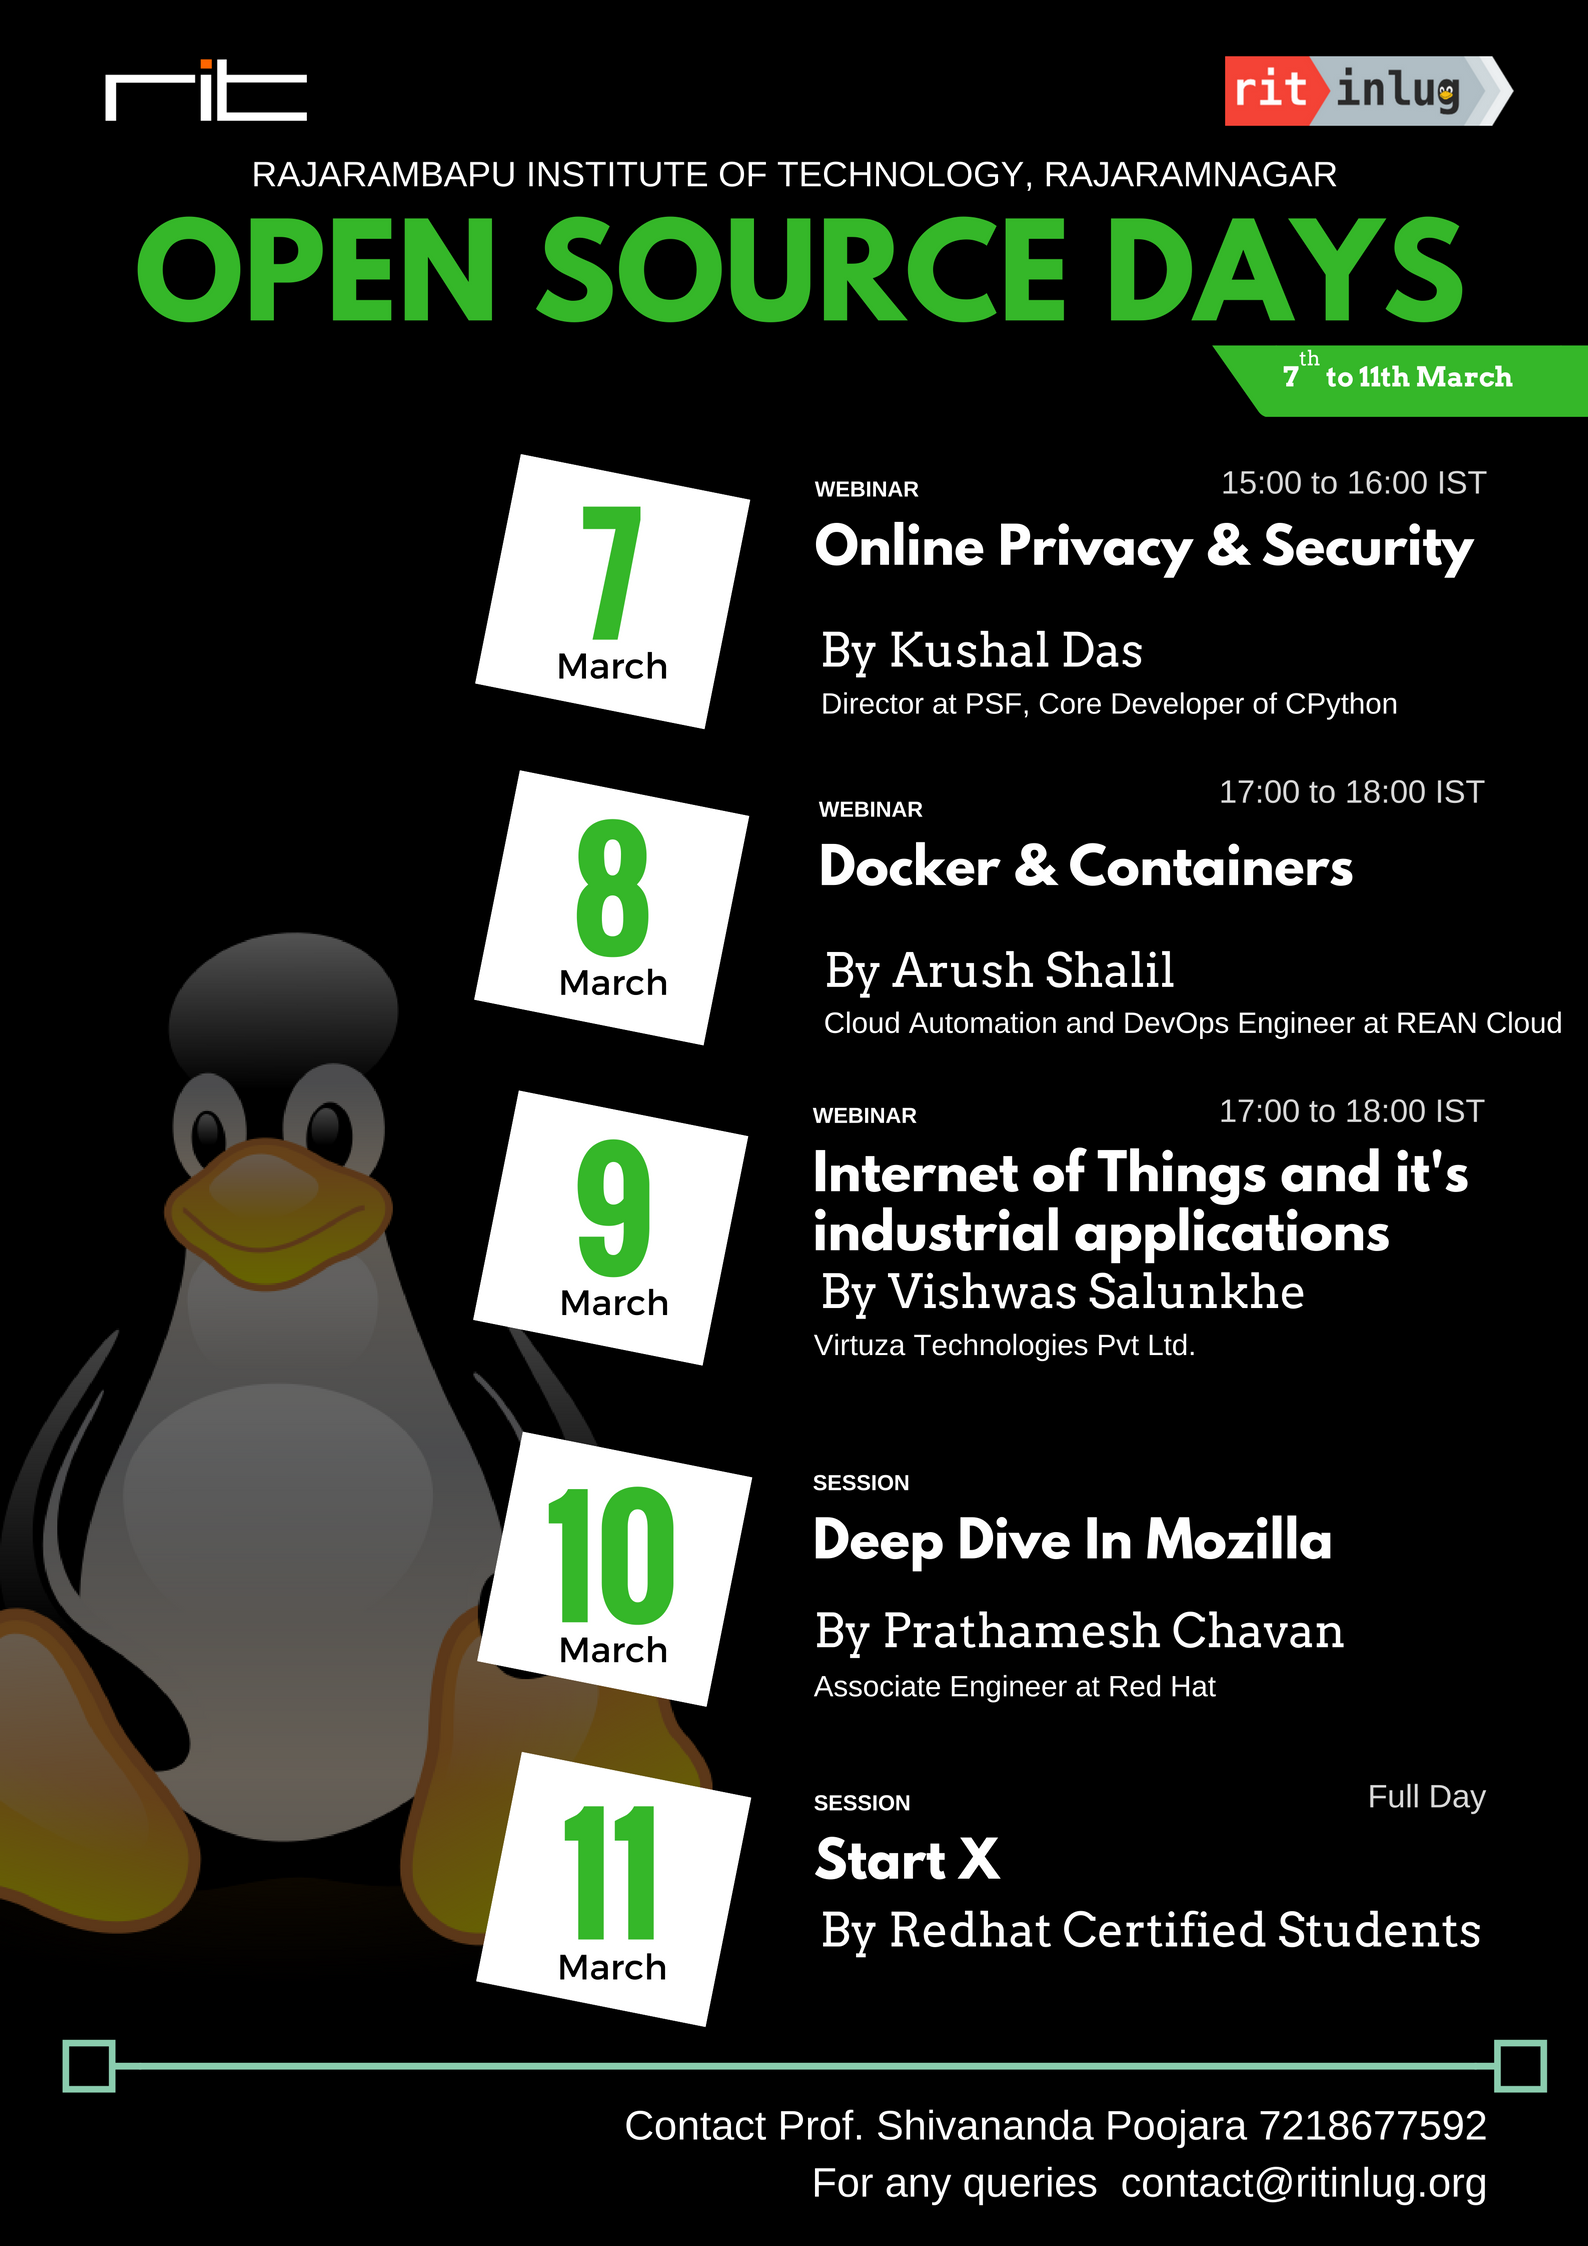 rit
rit inlug
RAJARAMBAPU INSTITUTE OF TECHNOLOGY, RAJARAMNAGAR
OPEN SOURCE DAYS
7th to 11th March
7
March
WEBINAR
15:00 to 16:00 IST
Online Privacy & Security
By Kushal Das
Director at PSF, Core Developer of CPython
8
March
WEBINAR
17:00 to 18:00 IST
Docker & Containers
By Arush Shalil
Cloud Automation and DevOps Engineer at REAN Cloud
9
March
WEBINAR
17:00 to 18:00 IST
Internet of Things and it's
industrial applications
By Vishwas Salunkhe
Virtuza Technologies Pvt Ltd.
10
March
SESSION
Deep Dive In Mozilla
By Prathamesh Chavan
Associate Engineer at Red Hat
11
March
SESSION
Full Day
Start X
By Redhat Certified Students
Contact Prof. Shivananda Poojara 7218677592
For any queries  contact@ritinlug.org